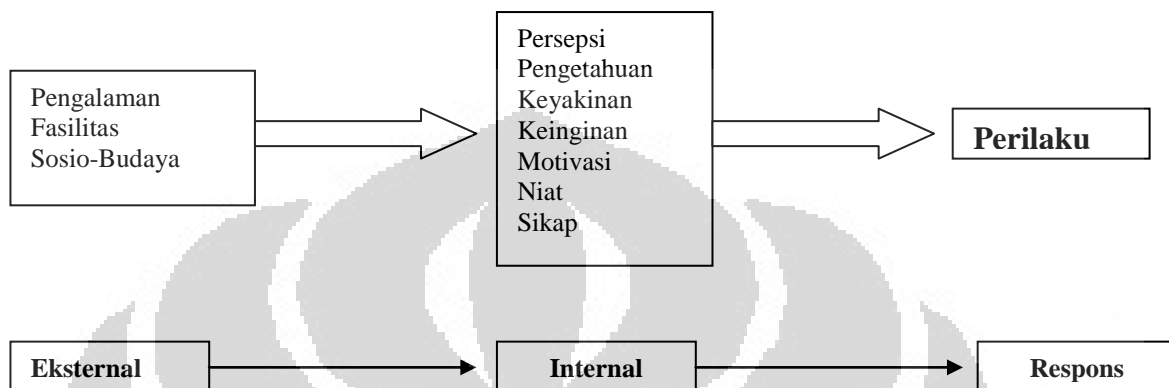 Pengalaman
Fasilitas
Sosio-Budaya
Persepsi
Pengetahuan
Keyakinan
Keinginan
Motivasi
Niat
Sikap
Perilaku
Eksternal
Internal
Respons